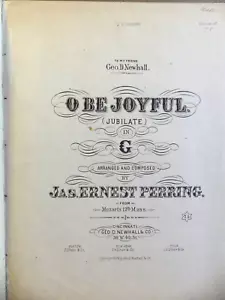 TO MY FRIEND
Geo. D. Newhall.
O BE JOYFUL.
(JUBILATE)
IN
G
ARRANGED AND COMPOSED
BY
JAS. ERNEST PERRING.
FROM
MOZARTS 12th MASS.
CINCINNATI
GEO. D. NEWHALL & CO.